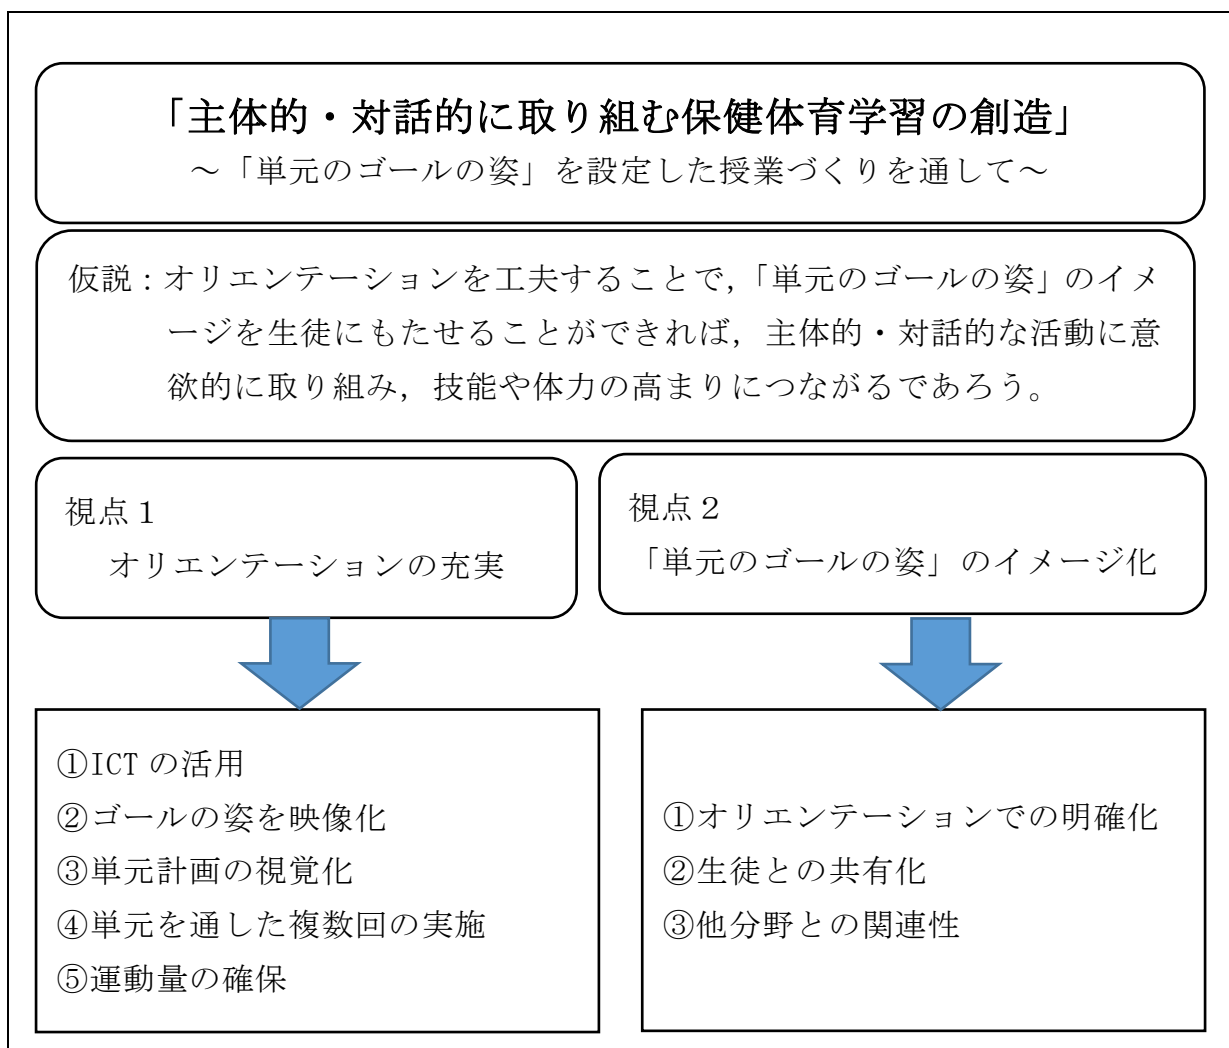 「主体的・対話的に取り組む保健体育学習の創造」
～「単元のゴールの姿」を設定した授業づくりを通して～
仮説：オリエンテーションを工夫することで，「単元のゴールの姿」のイメ
ージを生徒にもたせることができれば，主体的・対話的な活動に意
欲的に取り組み，技能や体力の高まりにつながるであろう。
視点１
オリエンテーションの充実
視点２
「単元のゴールの姿」のイメージ化
①ICT の活用
②ゴールの姿を映像化
③単元計画の視覚化
④単元を通した複数回の実施
⑤運動量の確保
①オリエンテーションでの明確化
②生徒との共有化
③他分野との関連性